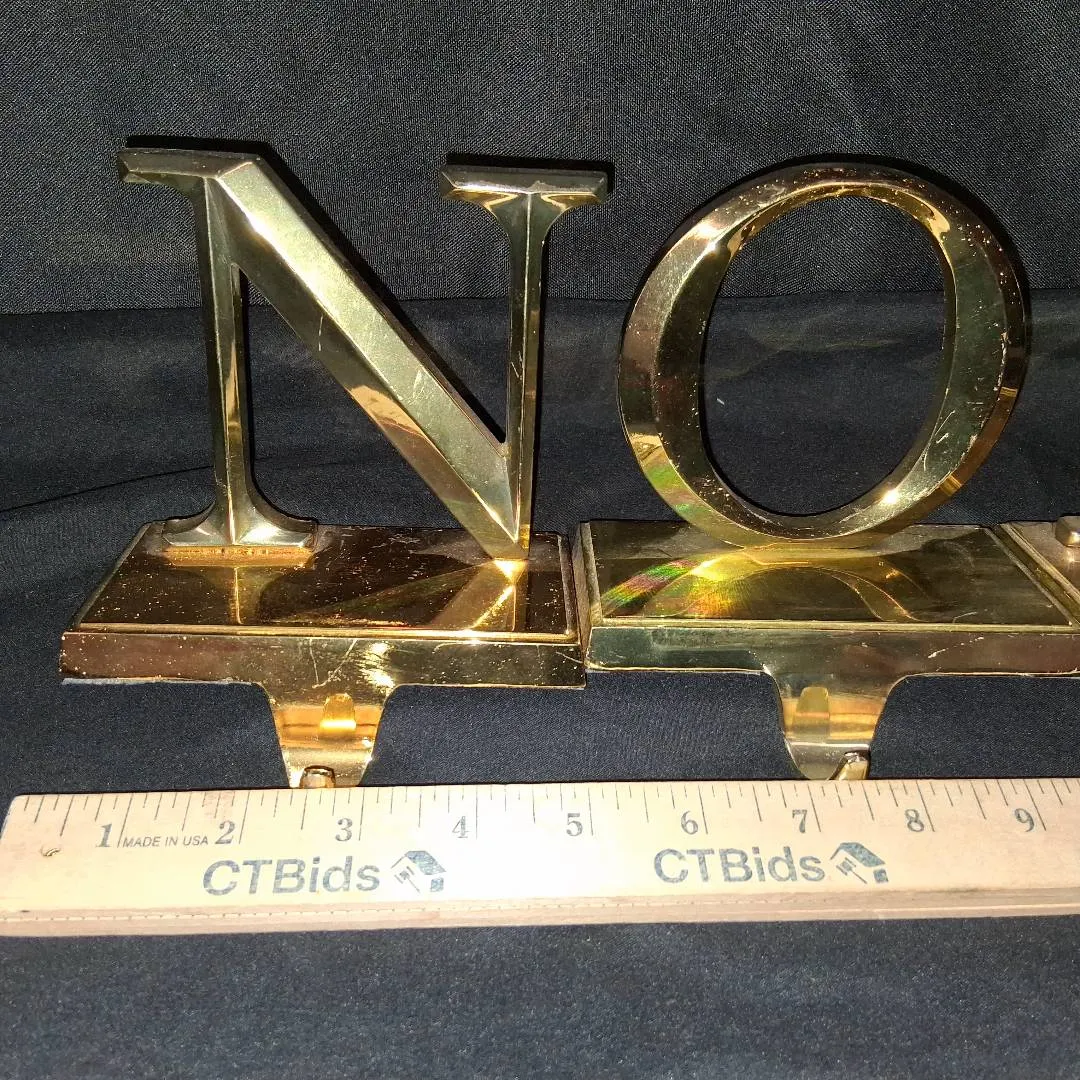 NO
1 MADE IN USA 2 3 4 5 6 7 8 9
CTBids CTBids